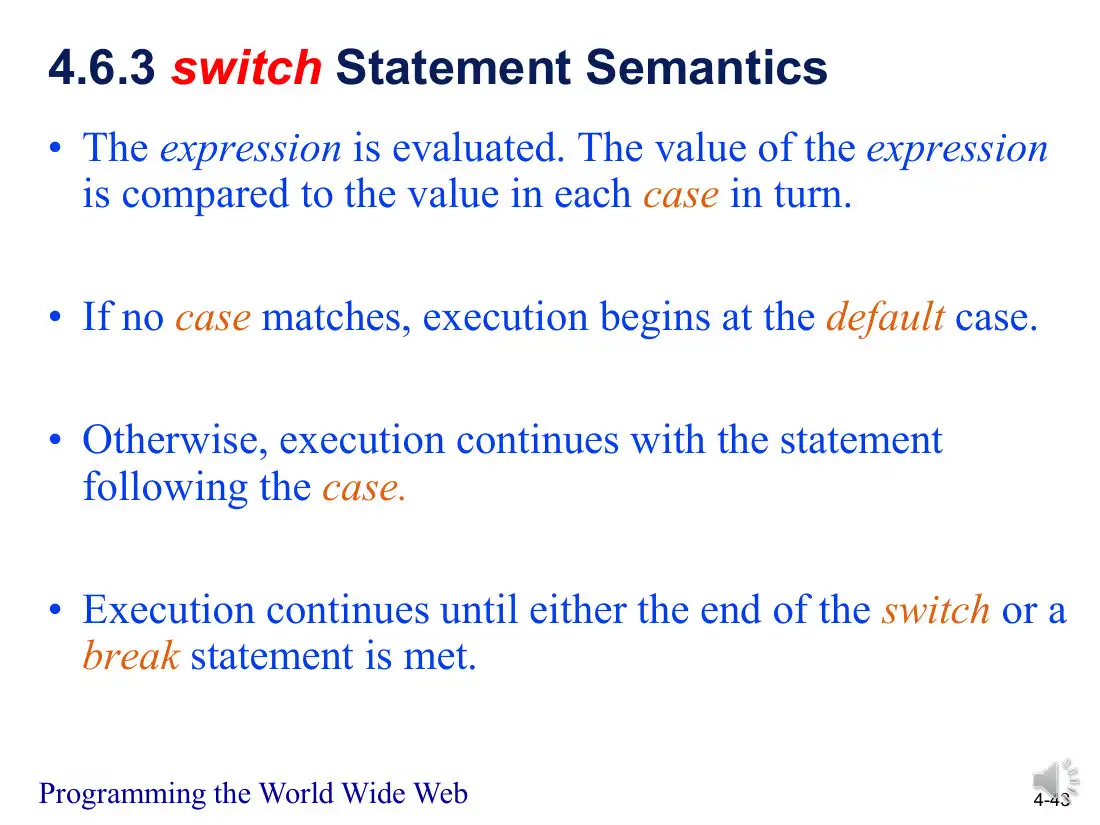 4.6.3 switch Statement Semantics
• The expression is evaluated. The value of the expression
is compared to the value in each case in turn.
• If no case matches, execution begins at the default case.
• Otherwise, execution continues with the statement
following the case.
• Execution continues until either the end of the switch or a
break statement is met.
Programming the World Wide Web
4-43